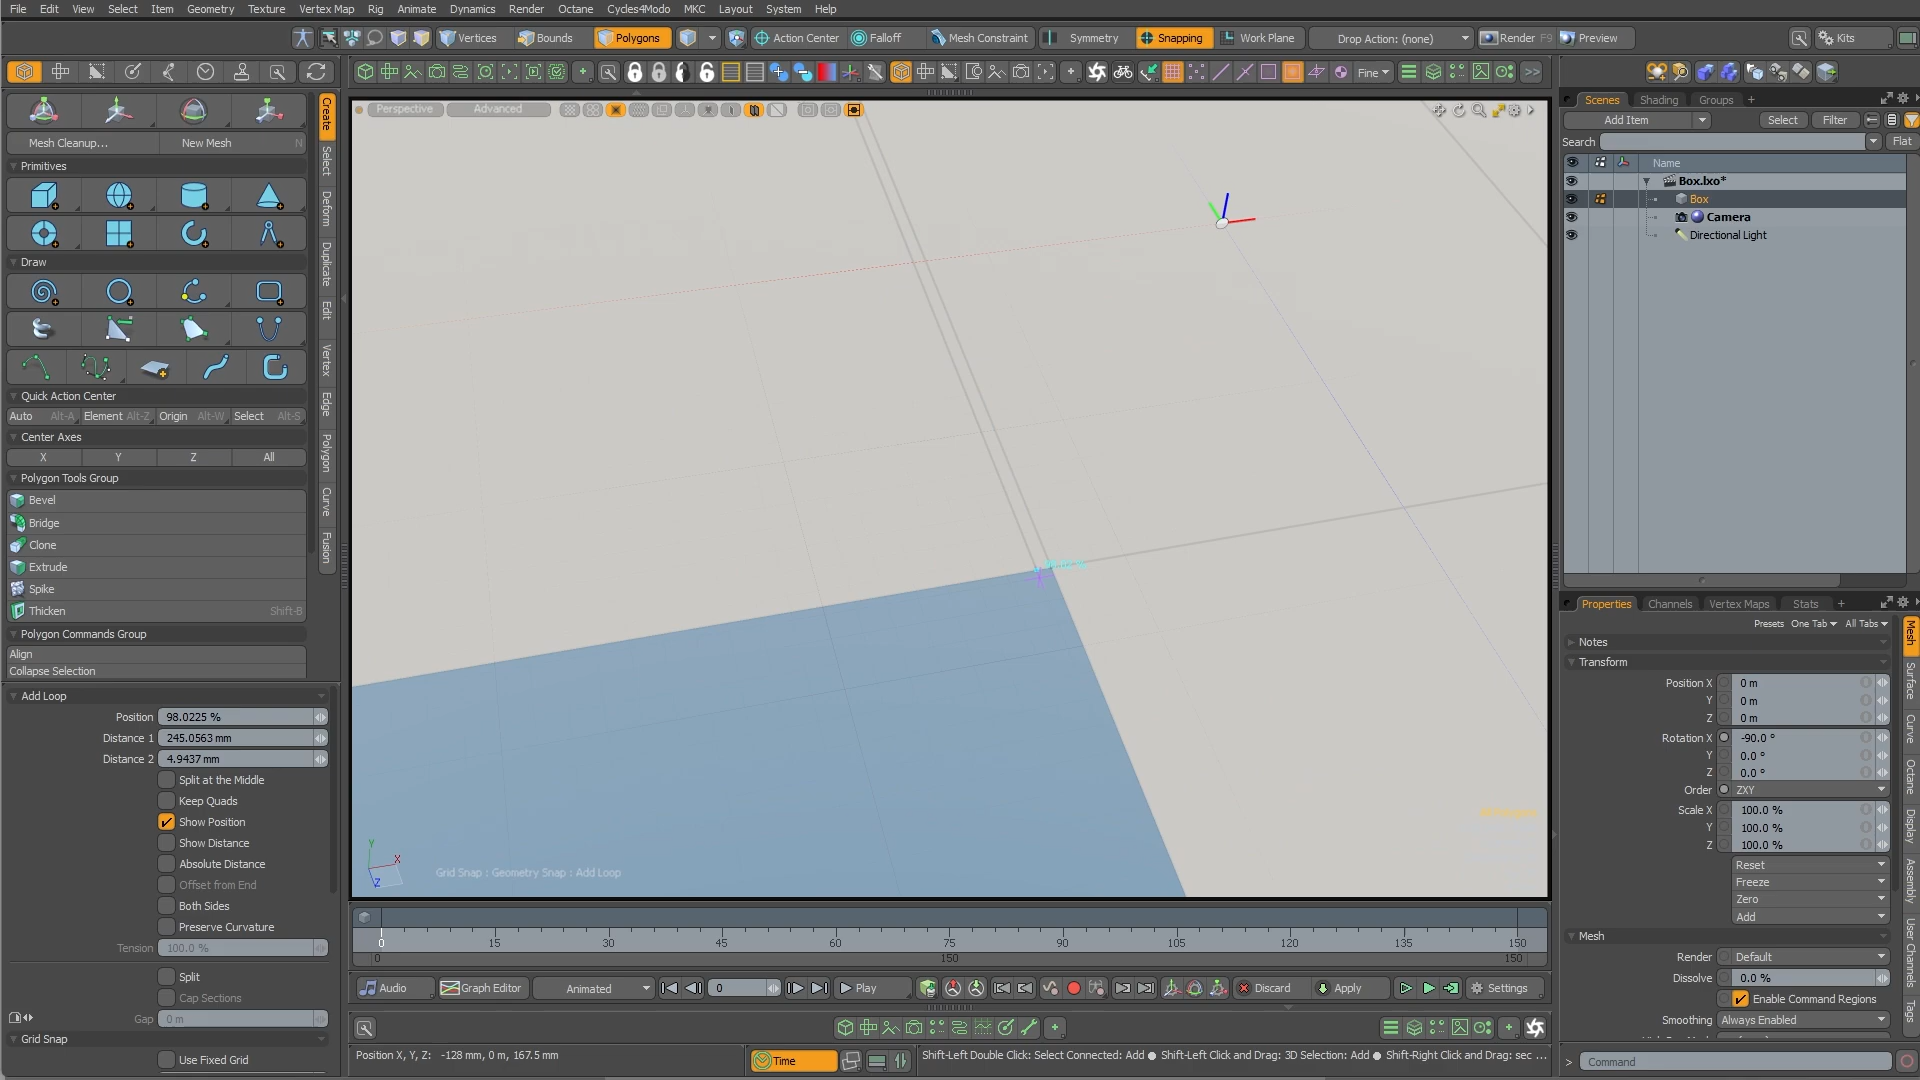 File Edit View Select Item Geometry Texture Vertex Map Rig Animate Dynamics Render Octane Cycles4Modo MKC Layout System Help
Vertices Bounds Polygons Action Center Falloff Mesh Constraint Symmetry Snapping Work Plane Drop Action: (none) Render F9 Preview Kits
Fine >>
Mesh Cleanup... New Mesh N
Primitives
Draw
Quick Action Center
Auto Alt-A Element Alt-Z Origin Alt-W Select Alt-S
Center Axes
X Y Z All
Polygon Tools Group
Bevel
Bridge
Clone
Extrude
Spike
Thicken Shift-B
Polygon Commands Group
Align
Collapse Selection
Create
Select
Deform
Duplicate
Edit
Vertex
Edge
Polygon
Curve
Fusion
Add Loop
Position 98.0225 %
Distance 1 245.0563 mm
Distance 2 4.9437 mm
Split at the Middle
Keep Quads
Show Position
Show Distance
Absolute Distance
Offset from End
Both Sides
Preserve Curvature
Tension 100.0 %
Split
Cap Sections
Gap 0 m
Grid Snap
Use Fixed Grid
Perspective Advanced
Y
X
Z
Grid Snap : Geometry Snap : Add Loop
0 15 30 45 60 75 90 105 120 135 150
0 150 150
Audio Graph Editor Animated 0 Play Discard Apply Settings
Position X, Y, Z: -128 mm, 0 m, 167.5 mm
Time
Shift-Left Double Click: Select Connected: Add ● Shift-Left Click and Drag: 3D Selection: Add ● Shift-Right Click and Drag: sec ...
Scenes Shading Groups +
Add Item Select Filter
Search Flat
Name
Box.lxo*
Box
Camera
Directional Light
Properties Channels Vertex Maps Stats +
Presets One Tab All Tabs
Notes
Transform
Position X 0 m
Y 0 m
Z 0 m
Rotation X -90.0 °
Y 0.0 °
Z 0.0 °
Order ZXY
Scale X 100.0 %
Y 100.0 %
Z 100.0 %
Reset
Freeze
Zero
Add
Mesh
Render Default
Dissolve 0.0 %
Enable Command Regions
Smoothing Always Enabled
Mesh
Surface
Curve
Octane
Display
Assembly
User Channels
Tags
> Command